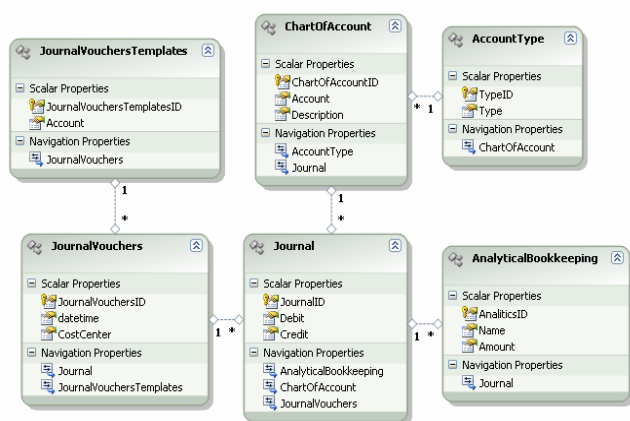 JournalVouchersTemplates
Scalar Properties
JournalVouchersTemplatesID
Account
Navigation Properties
JournalVouchers
ChartOfAccount
Scalar Properties
ChartOfAccountID
Account
Description
Navigation Properties
AccountType
Journal
AccountType
Scalar Properties
TypeID
Type
Navigation Properties
ChartOfAccount
* 1
1
*
1
*
JournalVouchers
Scalar Properties
JournalVouchersID
datetime
CostCenter
Navigation Properties
Journal
JournalVouchersTemplates
1 *
Journal
Scalar Properties
JournalID
Debit
Credit
Navigation Properties
AnalyticalBookkeeping
ChartOfAccount
JournalVouchers
1 *
AnalyticalBookkeeping
Scalar Properties
AnaliticsID
Name
Amount
Navigation Properties
Journal